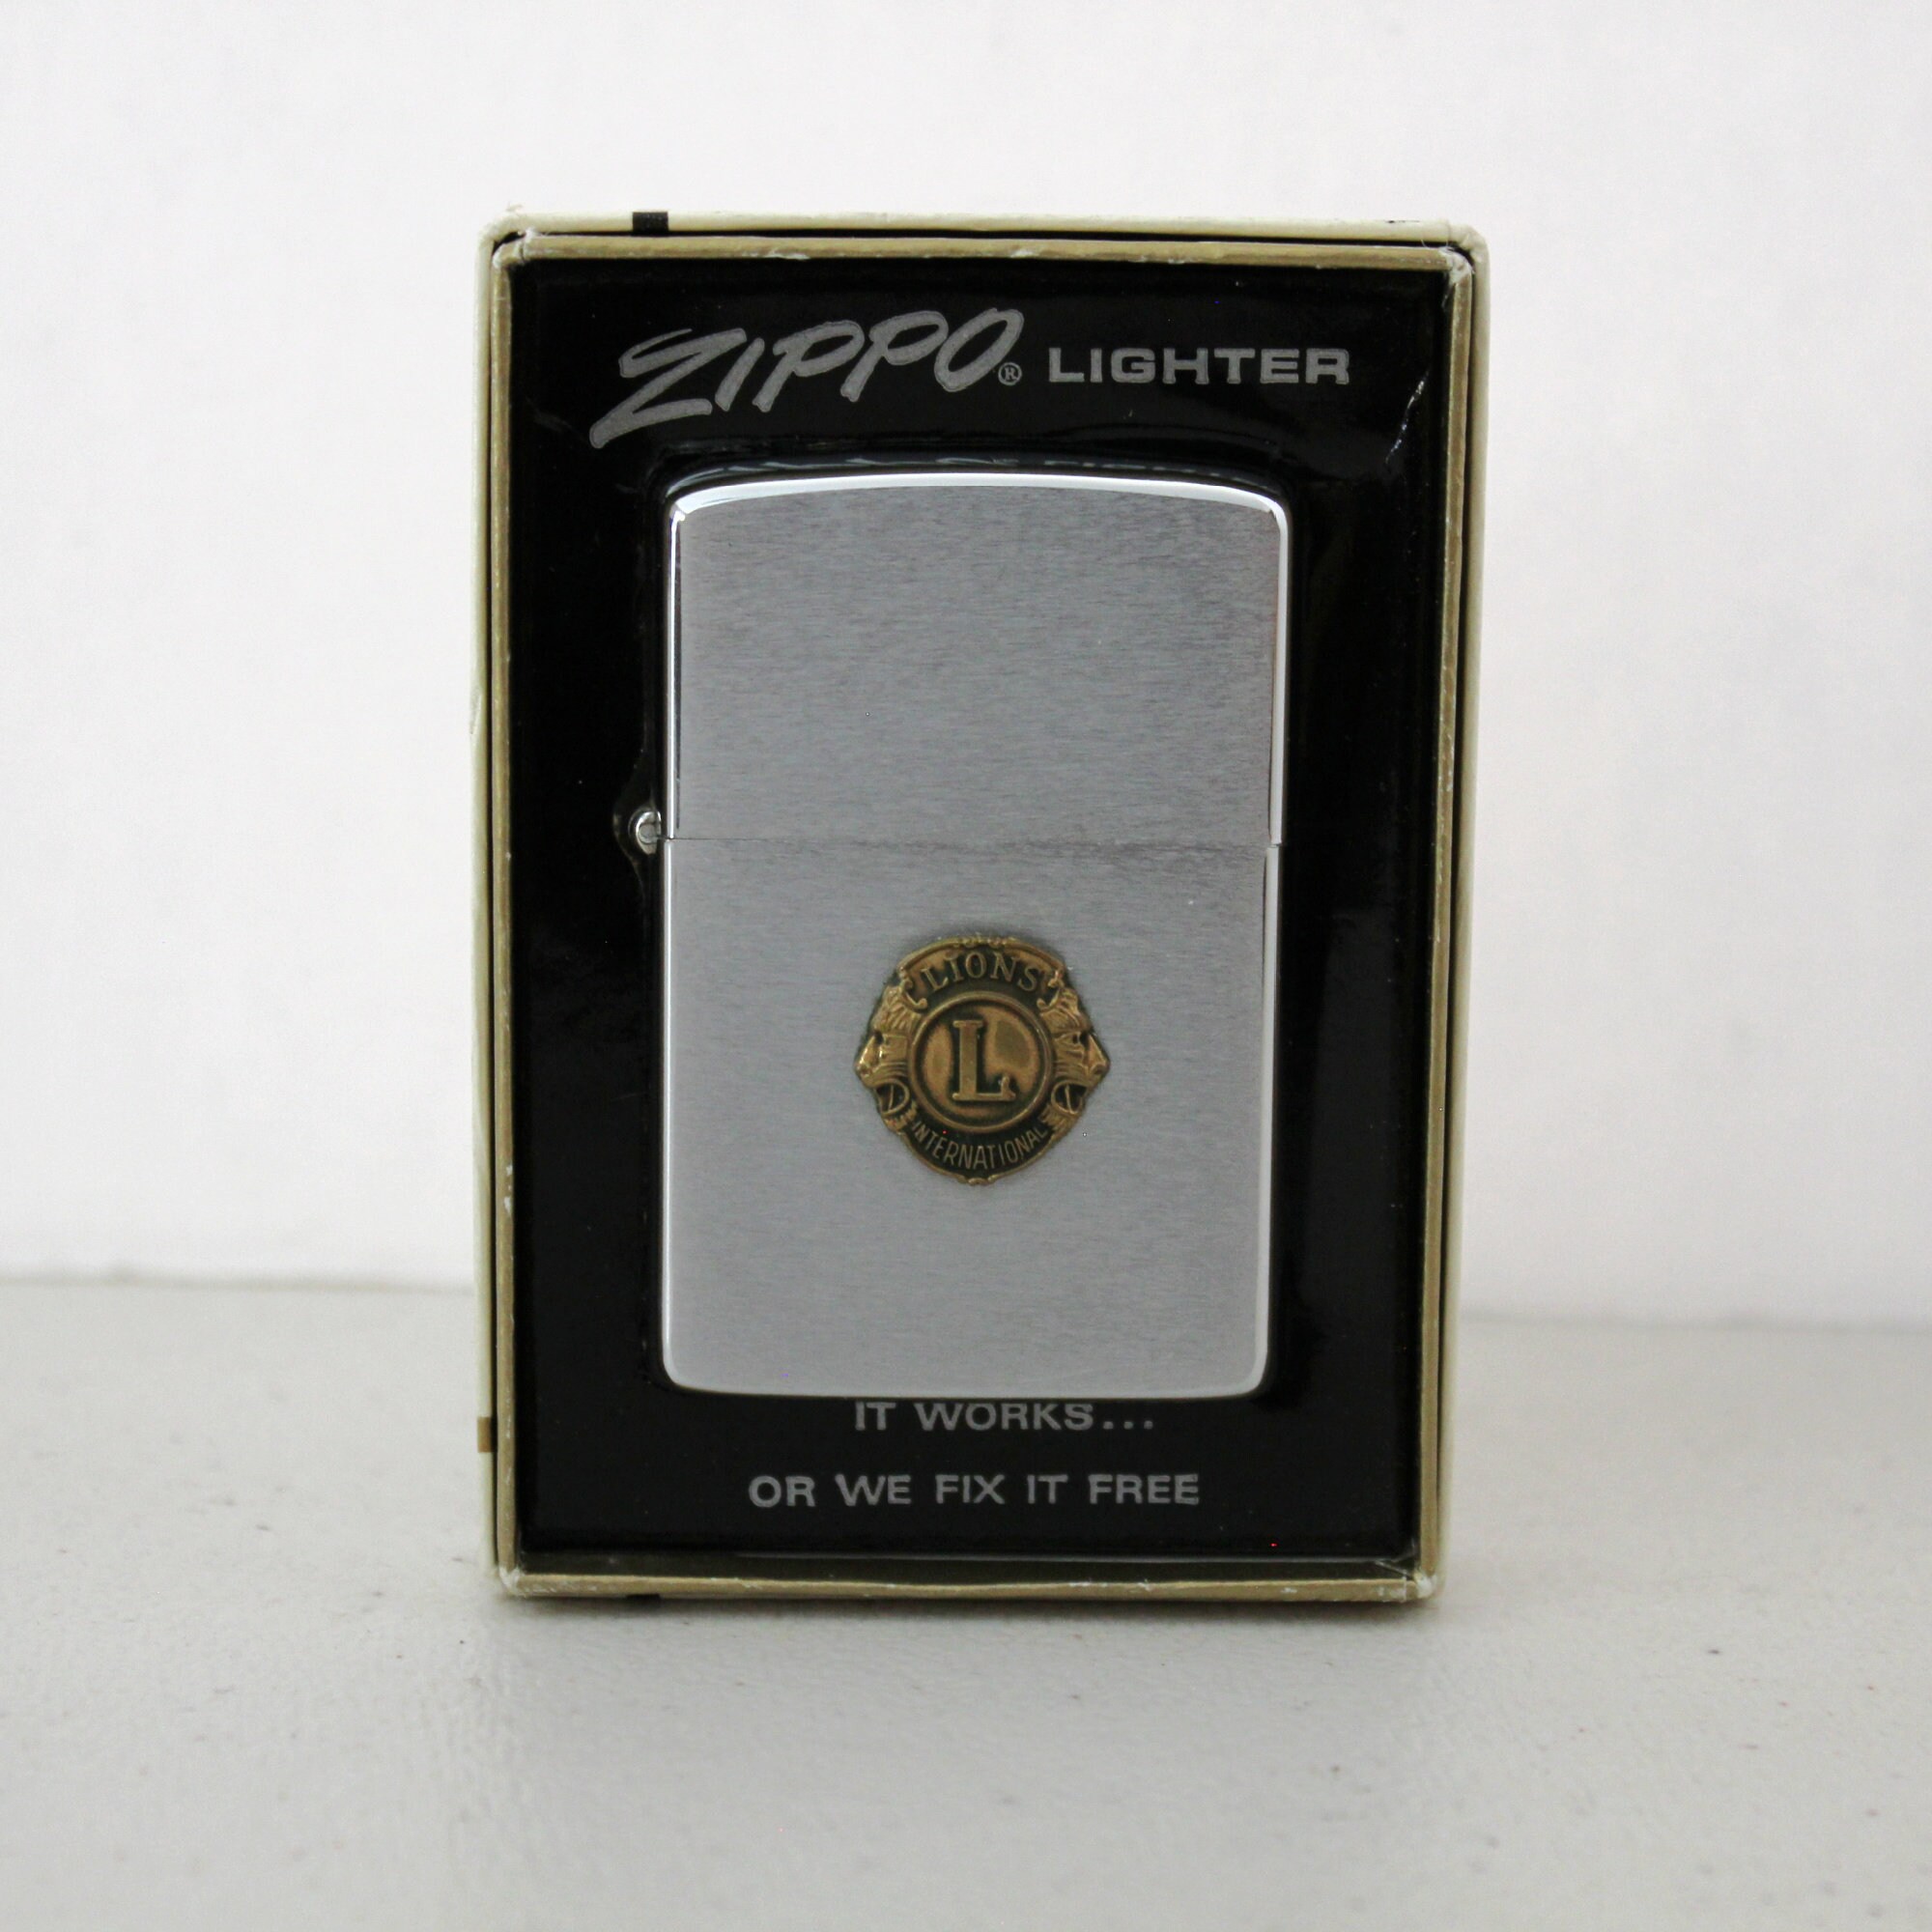 ZIPPO® LIGHTER
LIONS
L
INTERNATIONAL
IT WORKS...
OR WE FIX IT FREE